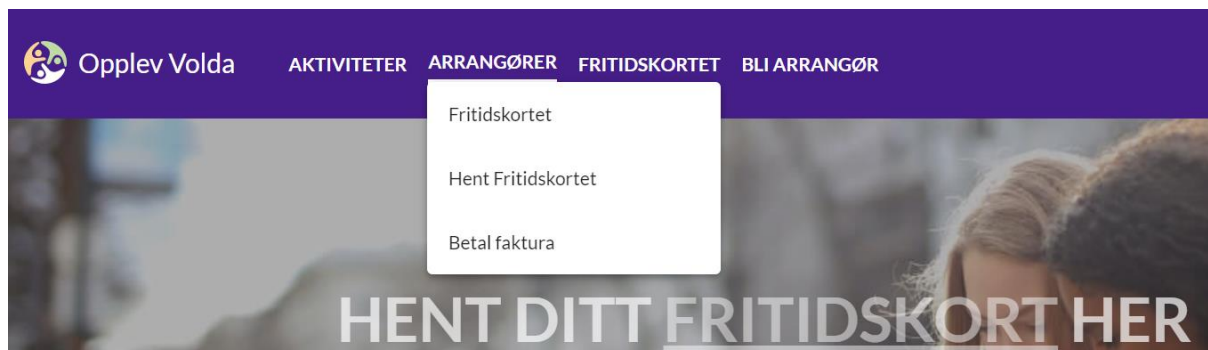 Opplev Volda AKTIVITETER ARRANGØRER FRITIDSKORTET BLI ARRANGØR
Fritidskortet
Hent Fritidskortet
Betal faktura
HENT DITT FRITIDSKORT HER